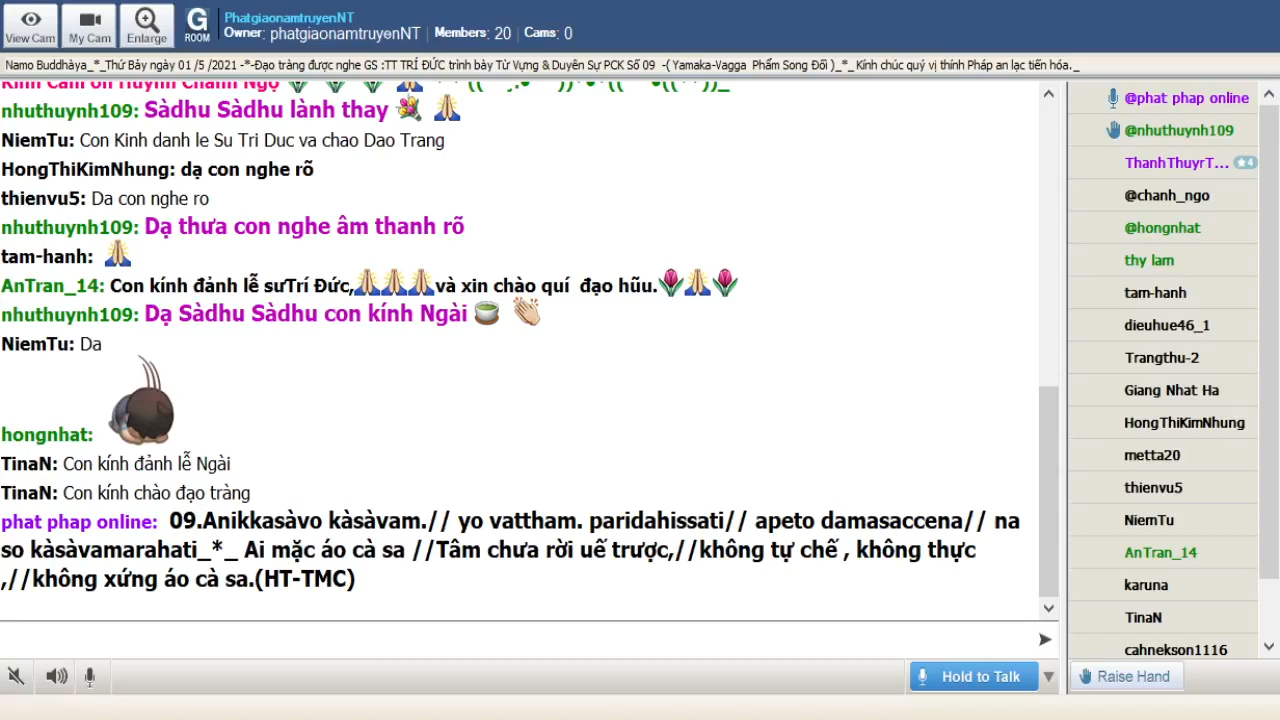 PhatgiaonamtruyenNT
Owner: phatgiaonamtruyenNT | Members: 20 | Cams: 0
View Cam
My Cam
Enlarge
G
ROOM
Namo Buddhàya_*_Thứ Bảy ngày 01 /5 /2021 -*-Đạo tràng được nghe GS :TT TRÍ ĐỨC trình bày Từ Vựng & Duyên Sự PCK Số 09 -( Yamaka-Vagga Phẩm Song Đối )_*_ Kính chúc quý vị thính Pháp an lạc tiến hóa._
nhuthuynh109: Sàdhu Sàdhu lành thay
NiemTu: Con Kinh danh le Su Tri Duc va chao Dao Trang
HongThiKimNhung: dạ con nghe rõ
thienvu5: Da con nghe ro
nhuthuynh109: Dạ thưa con nghe âm thanh rõ
tam-hanh:
AnTran_14: Con kính đảnh lễ sưTrí Đức,và xin chào quí đạo hũu.
nhuthuynh109: Dạ Sàdhu Sàdhu con kính Ngài
NiemTu: Da
hongnhat:
TinaN: Con kính đảnh lễ Ngài
TinaN: Con kính chào đạo tràng
phat phap online: 09.Anikkasàvo kàsàvam.// yo vattham. paridahissati// apeto damasaccena// na
so kàsàvamarahati_*_ Ai mặc áo cà sa //Tâm chưa rời uế trược,//không tự chế , không thực
,//không xứng áo cà sa.(HT-TMC)
@phat phap online
@nhuthuynh109
ThanhThuyrT... 4
@chanh_ngo
@hongnhat
thy lam
tam-hanh
dieuhue46_1
Trangthu-2
Giang Nhat Ha
HongThiKimNhung
metta20
thienvu5
NiemTu
AnTran_14
karuna
TinaN
cahnekson1116
Hold to Talk
Raise Hand